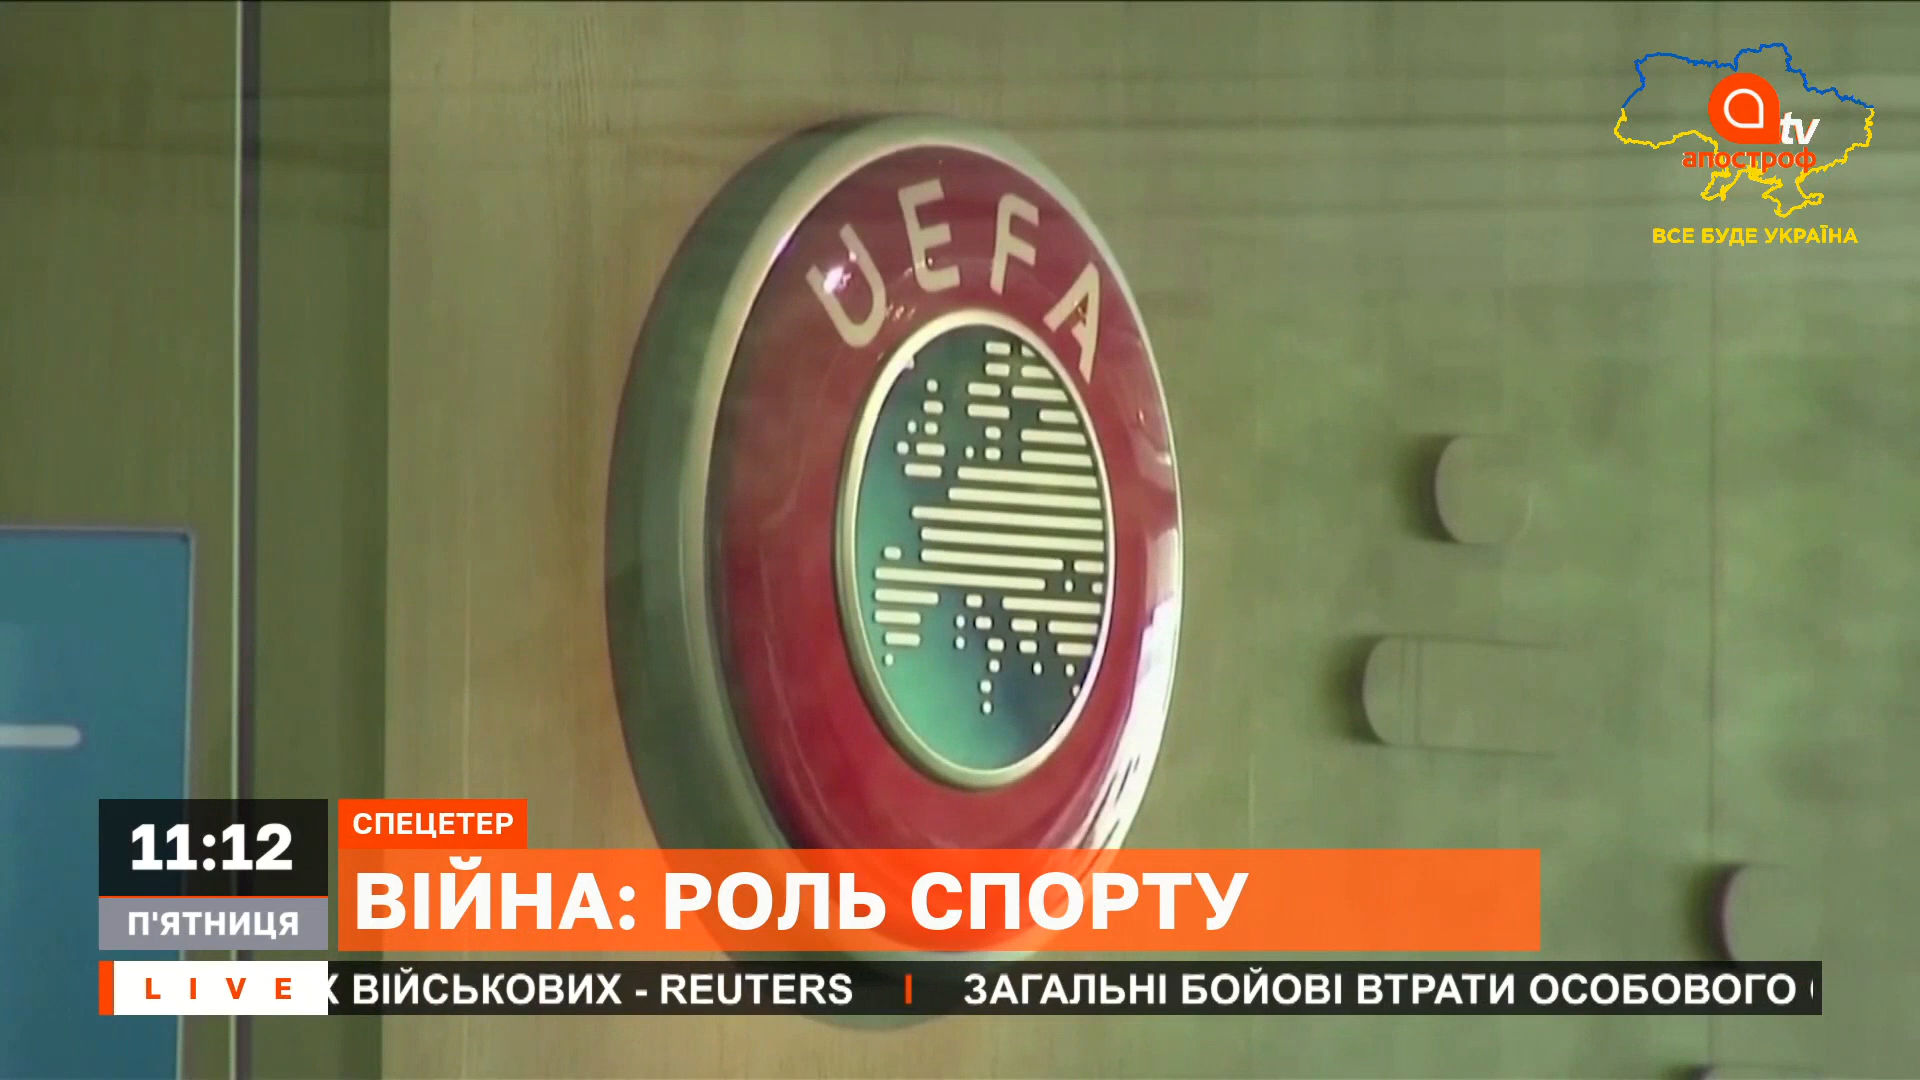 UEFA
tv
апостроф
ВСЕ БУДЕ УКРАЇНА
11:12
П'ЯТНИЦЯ
СПЕЦЕТЕР
ВІЙНА: РОЛЬ СПОРТУ
LIVE
ВІЙСЬКОВИХ - REUTERS | ЗАГАЛЬНІ БОЙОВІ ВТРАТИ ОСОБОВОГО